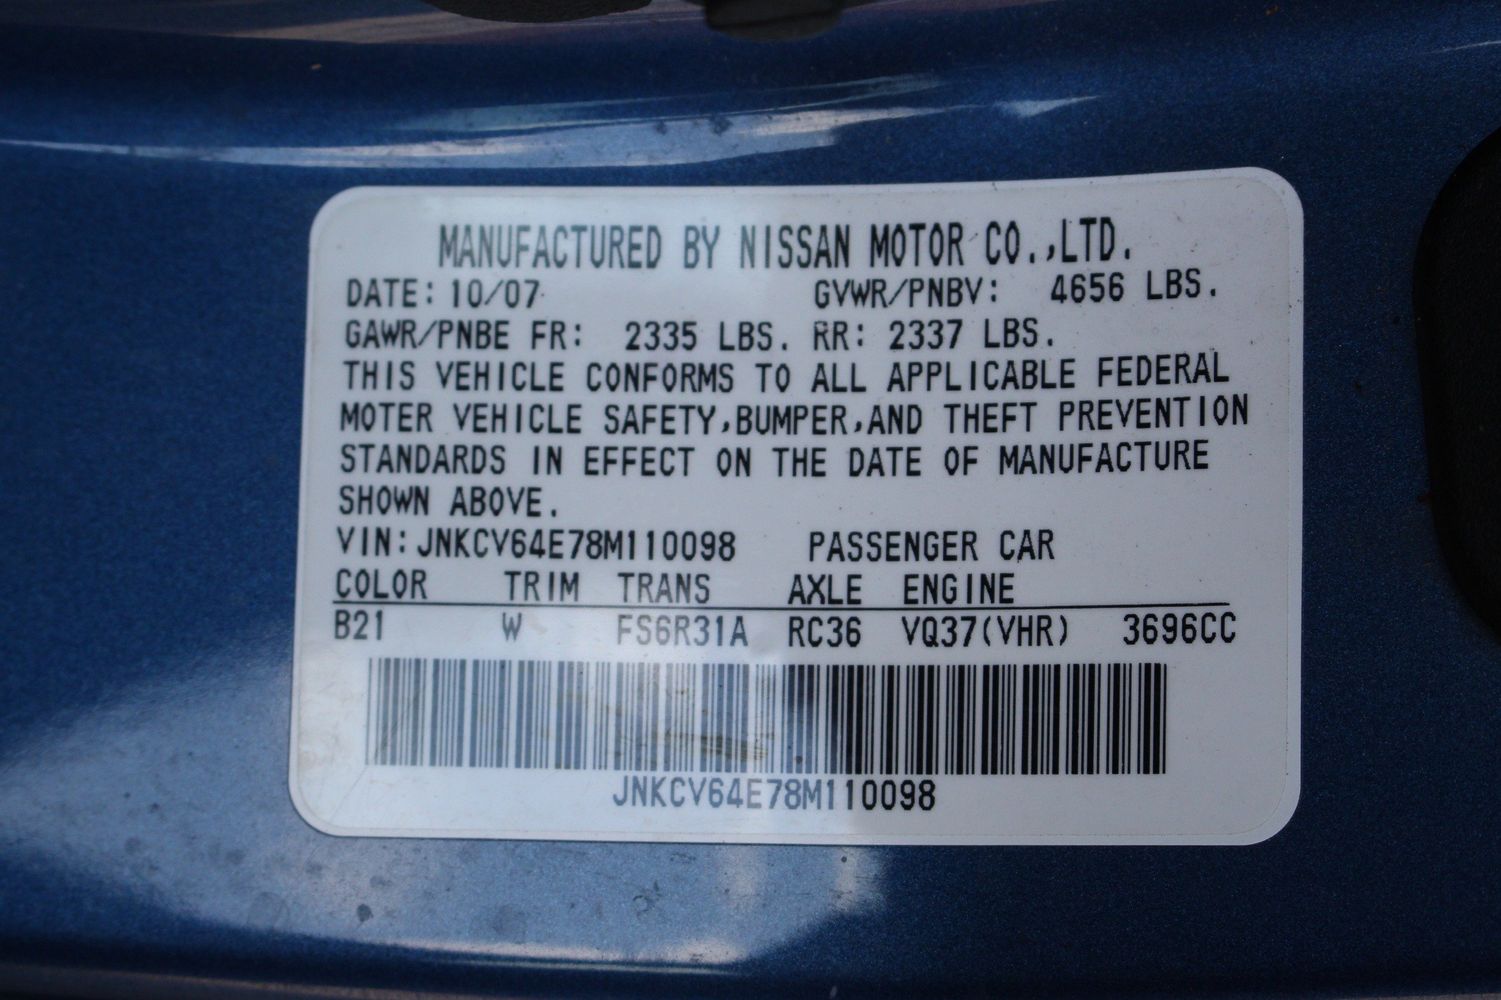 MANUFACTURED BY NISSAN MOTOR CO.,LTD.
DATE: 10/07 GVWR/PNBV: 4656 LBS.
GAWR/PNBE FR: 2335 LBS. RR: 2337 LBS.
THIS VEHICLE CONFORMS TO ALL APPLICABLE FEDERAL
MOTER VEHICLE SAFETY,BUMPER,AND THEFT PREVENTION
STANDARDS IN EFFECT ON THE DATE OF MANUFACTURE
SHOWN ABOVE.
VIN:JNKCV64E78M110098 PASSENGER CAR
COLOR TRIM TRANS AXLE ENGINE
B21 W FS6R31A RC36 VQ37(VHR) 3696CC
JNKCV64E78M110098